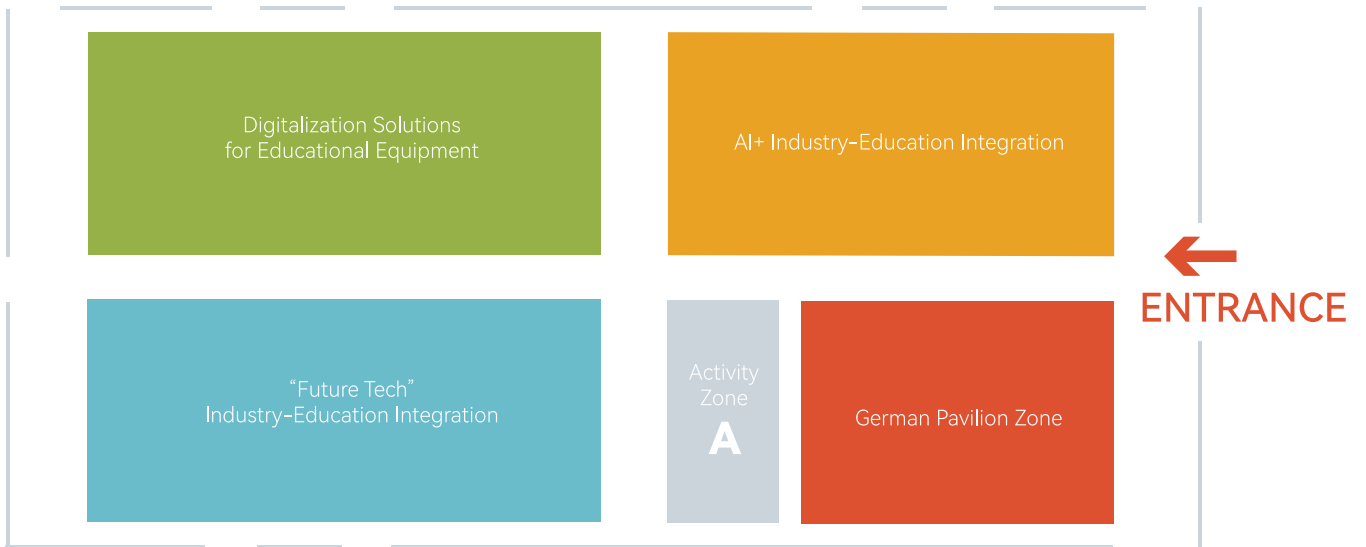 Digitalization Solutions
for Educational Equipment
AI+ Industry-Education Integration
ENTRANCE
“Future Tech”
Industry-Education Integration
Activity
Zone
A
German Pavilion Zone